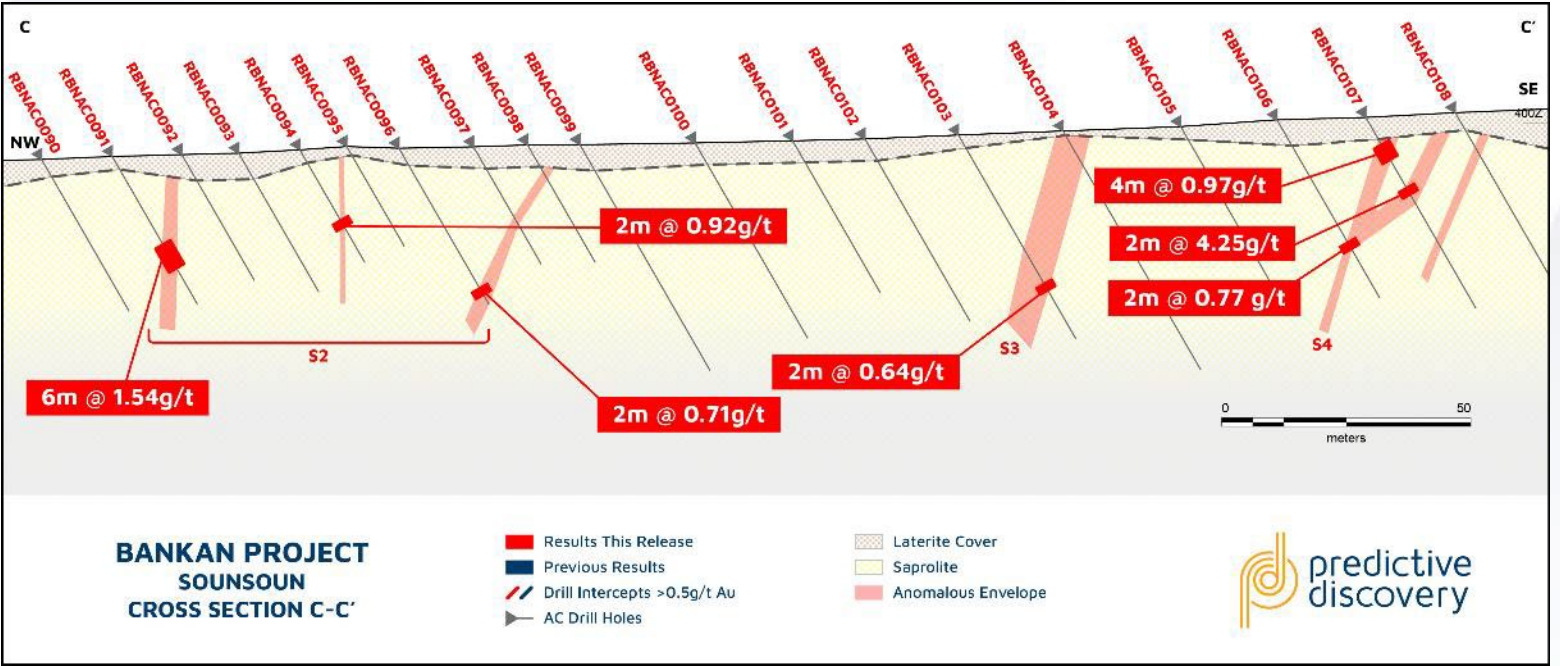 C
C'
RBNAC0090
RBNAC0091
RBNAC0092
RBNAC0093
RBNAC0094
RBNAC0095
RBNAC0096
RBNAC0097
RBNAC0098
RBNAC0099
RBNAC0100
RBNAC0101
RBNAC0102
RBNAC0103
RBNAC0104
RBNAC0105
RBNAC0106
RBNAC0107
RBNAC0108
NW
SE
400Z
4m @ 0.97g/t
2m @ 0.92g/t
2m @ 4.25g/t
2m @ 0.77 g/t
S2
S3
S4
2m @ 0.64g/t
6m @ 1.54g/t
2m @ 0.71g/t
0 50
meters
BANKAN PROJECT
SOUNSOUN
CROSS SECTION C-C'
Results This Release
Previous Results
Drill Intercepts >0.5g/t Au
AC Drill Holes
Laterite Cover
Saprolite
Anomalous Envelope
predictive
discovery